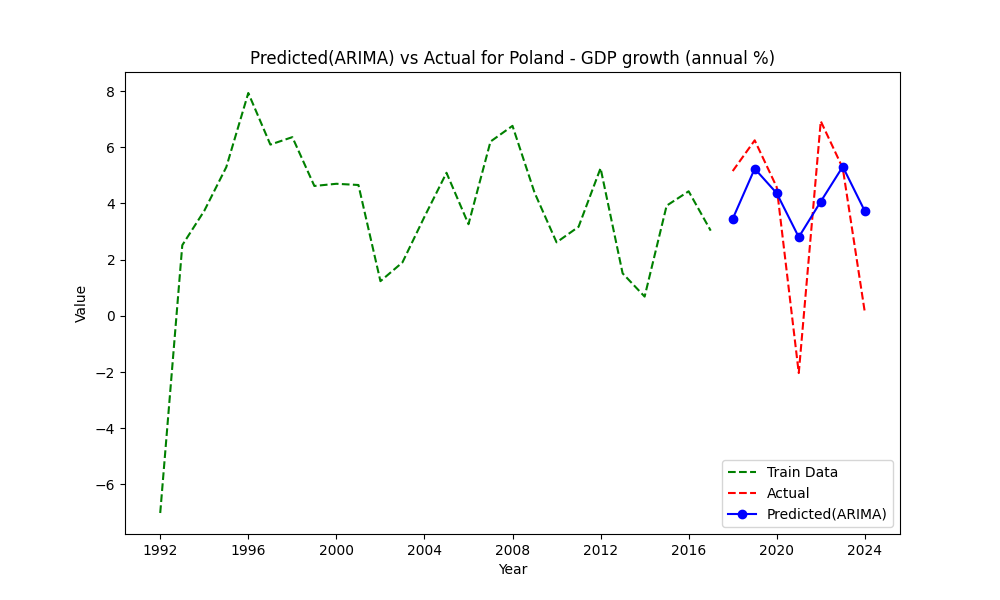 Predicted(ARIMA) vs Actual for Poland - GDP growth (annual %)
Value
8
6
4
2
0
−2
−4
−6
1992 1996 2000 2004 2008 2012 2016 2020 2024
Year
Train Data
Actual
Predicted(ARIMA)